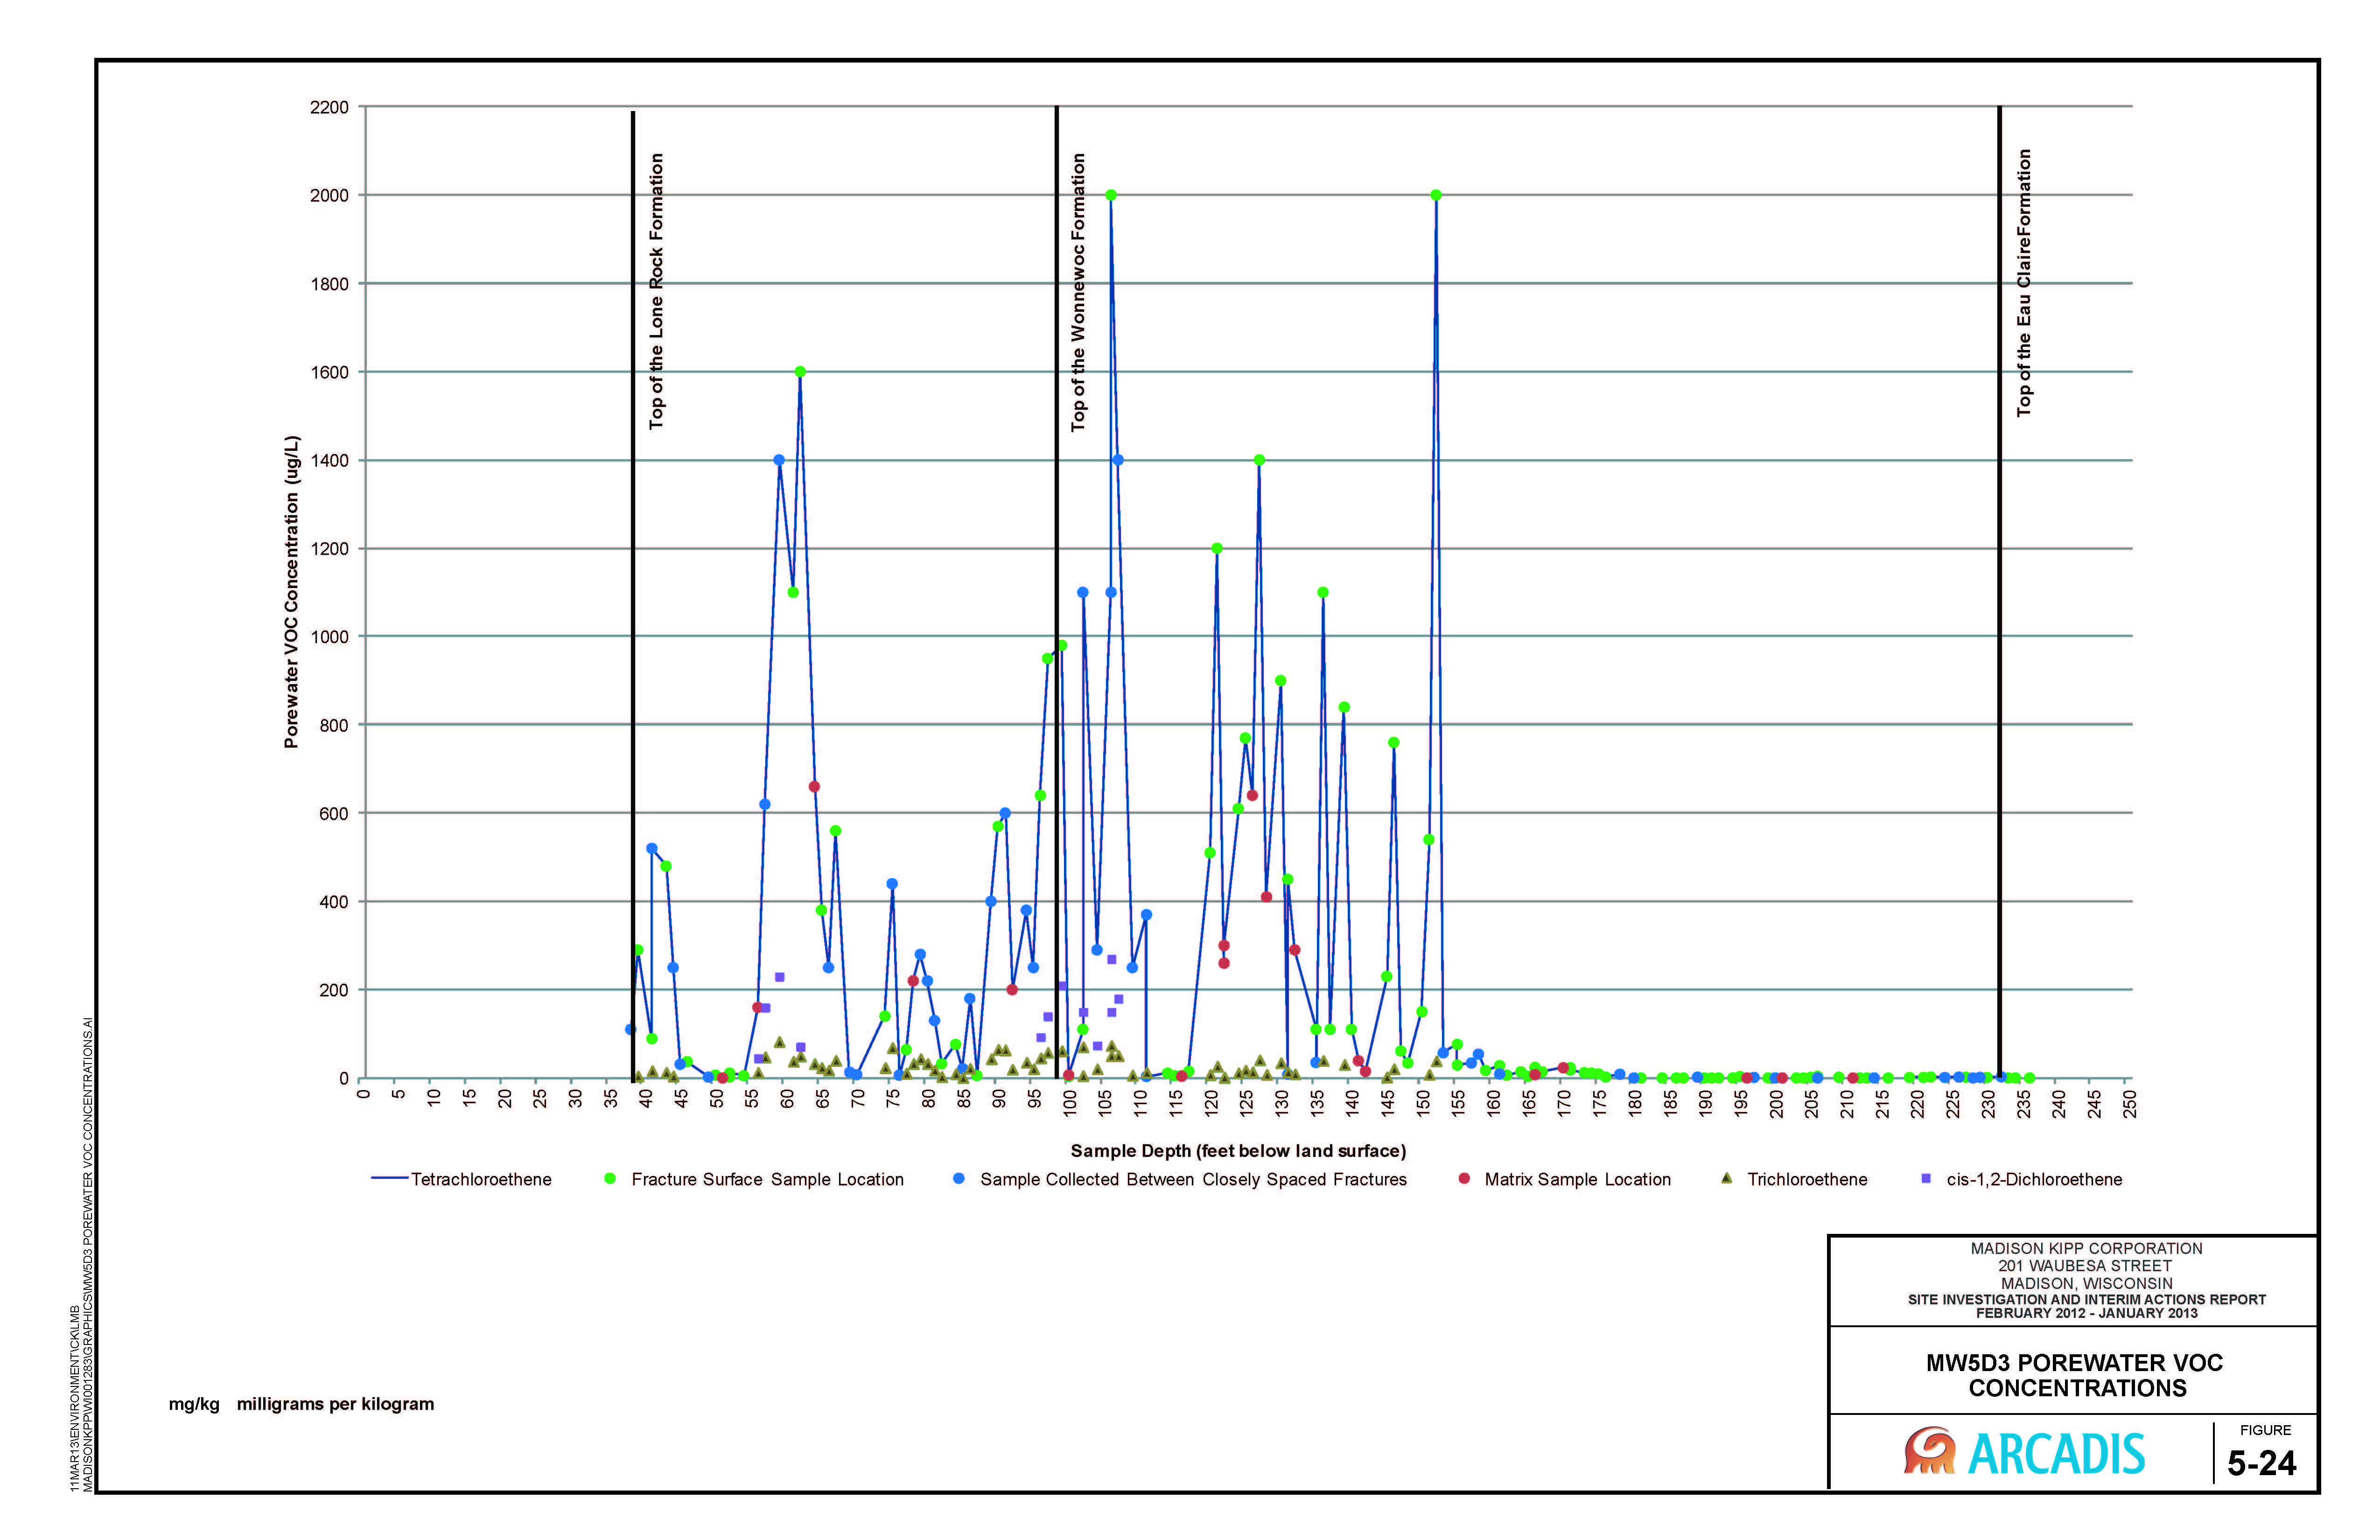 2200
2000
1800
1600
1400
1200
1000
800
600
400
200
0
Porewater VOC Concentration (ug/L)
Top of the Lone Rock Formation
Top of the Wonnewoc Formation
Top of the Eau ClaireFormation
0 5 10 15 20 25 30 35 40 45 50 55 60 65 70 75 80 85 90 95 100 105 110 115 120 125 130 135 140 145 150 155 160 165 170 175 180 185 190 195 200 205 210 215 220 225 230 235 240 245 250
Sample Depth (feet below land surface)
Tetrachloroethene Fracture Surface Sample Location Sample Collected Between Closely Spaced Fractures Matrix Sample Location Trichloroethene cis-1,2-Dichloroethene
mg/kg milligrams per kilogram
11MAR13\ENVIRONMENT\CK\LMB
MADISONKPP\WI001283\GRAPHICS\MW5D3 POREWATER VOC CONCENTRATIONS.AI
MADISON KIPP CORPORATION
201 WAUBESA STREET
MADISON, WISCONSIN
SITE INVESTIGATION AND INTERIM ACTIONS REPORT
FEBRUARY 2012 - JANUARY 2013
MW5D3 POREWATER VOC
CONCENTRATIONS
ARCADIS
FIGURE
5-24